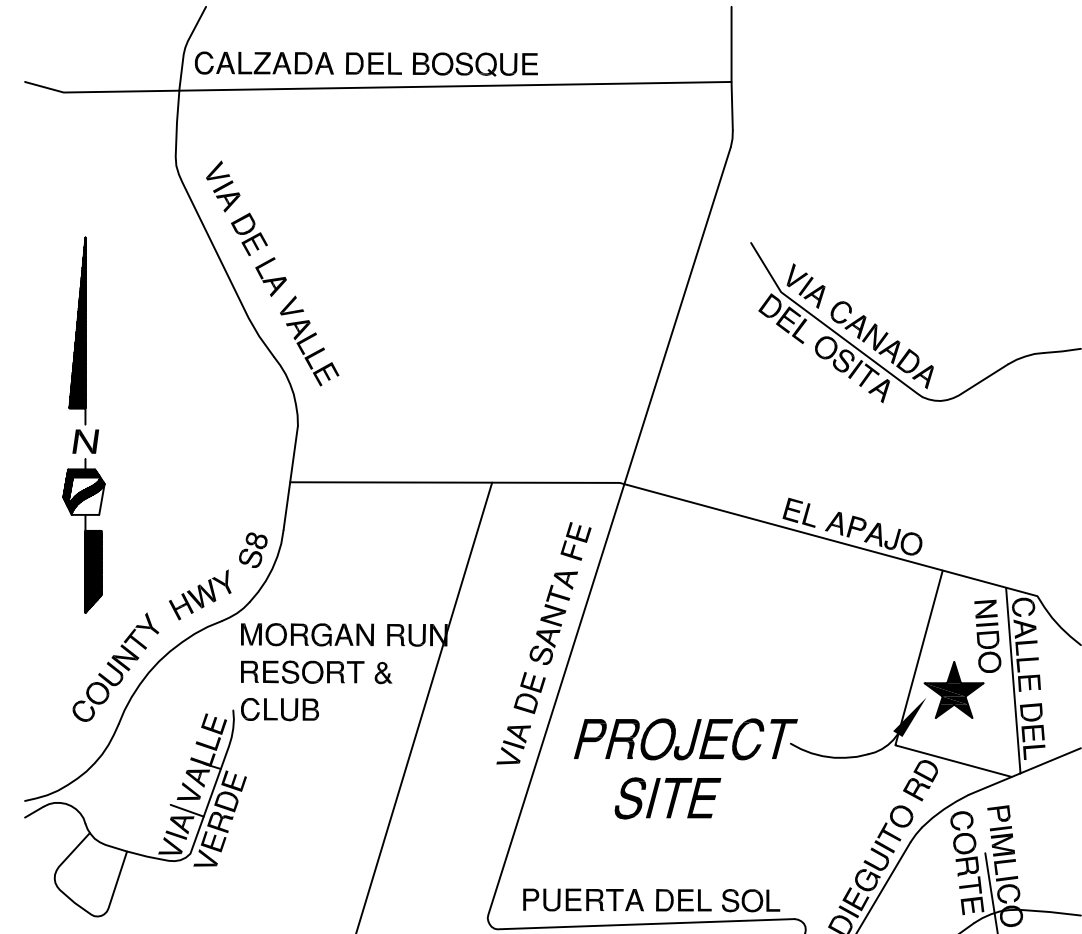 CALZADA DEL BOSQUE
VIA DE LA VALLE
VIA CANADA
DEL OSITA
N
EL APAJO
COUNTY HWY S8
MORGAN RUN
RESORT &
CLUB
VIA DE SANTA FE
NIDO
CALLE DEL
PROJECT
SITE
VIA VALLE
VERDE
DIEGUITO RD
PIMLICO
CORTE
PUERTA DEL SOL